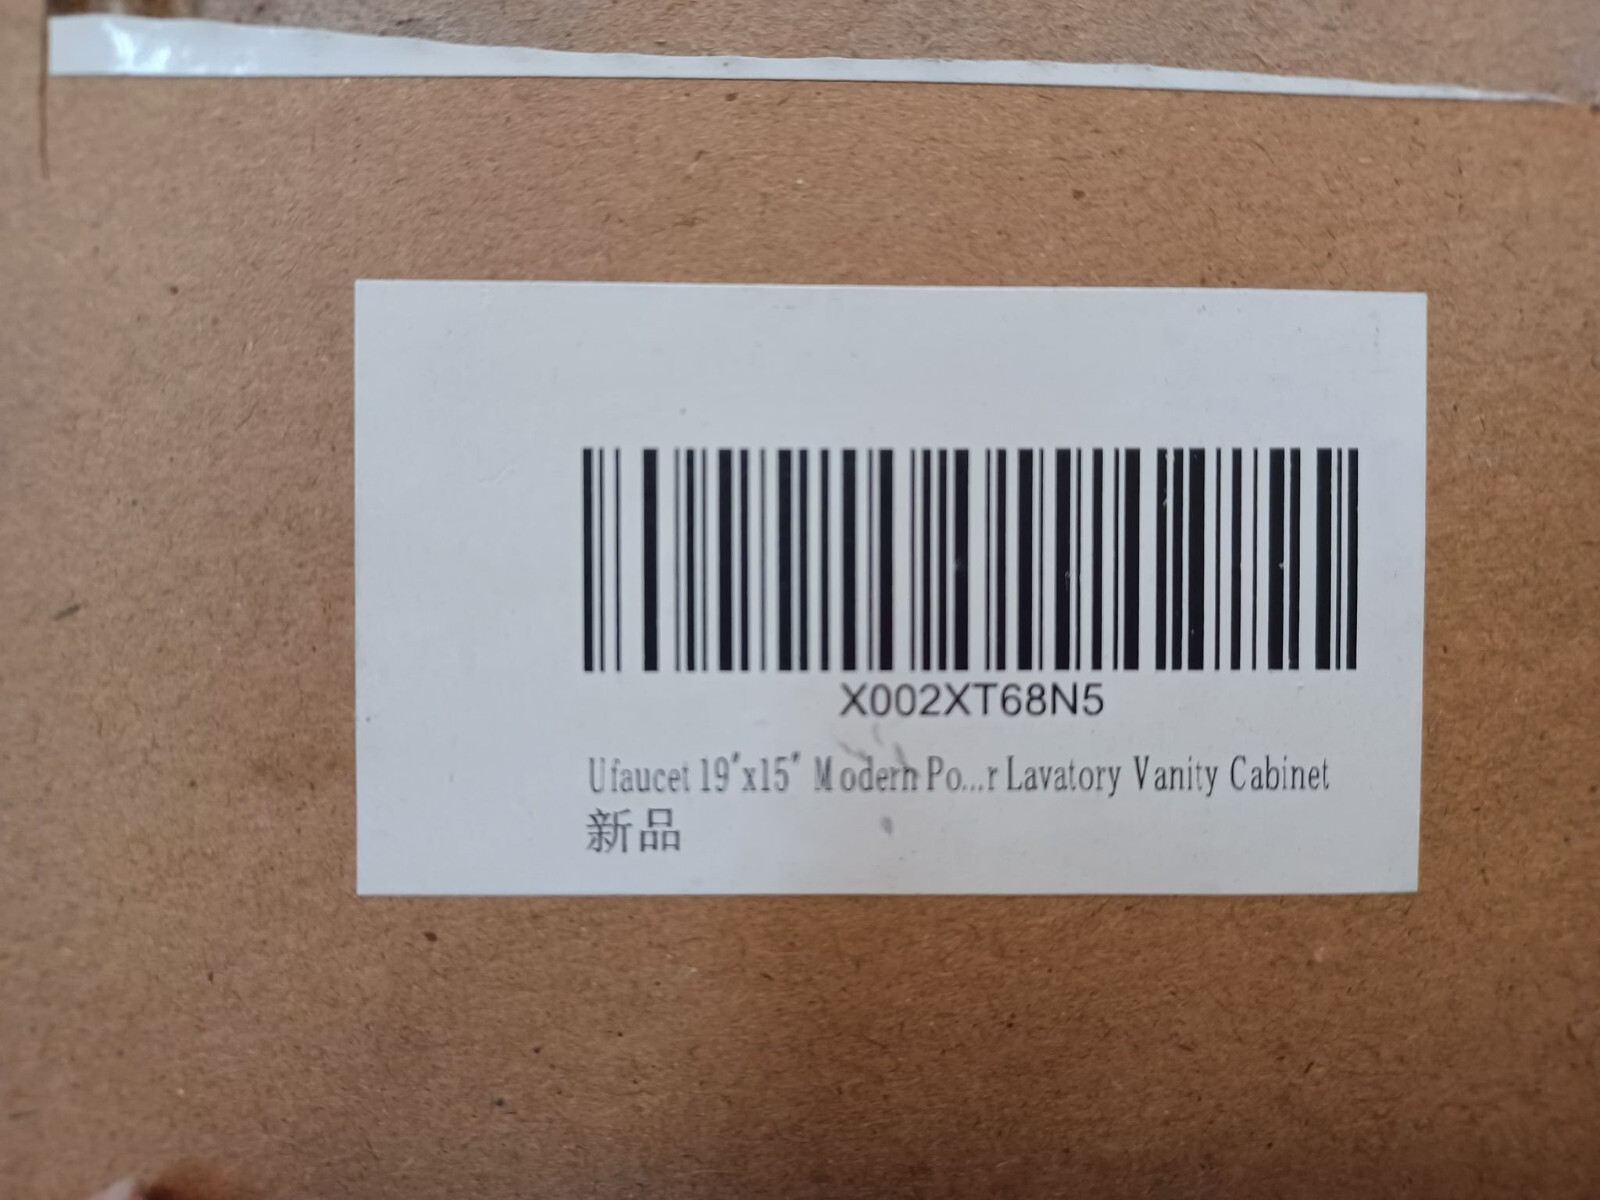 X002XT68N5
Ufaucet 19"x15" Modern Po...r Lavatory Vanity Cabinet
新品